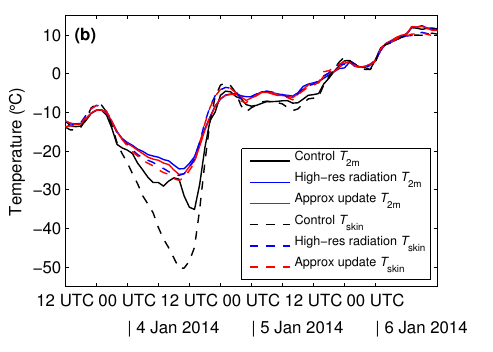 (b)
10
0
−10
−20
−30
−40
−50
Temperature (°C)
Control T2m
High−res radiation T2m
Approx update T2m
Control Tskin
High−res radiation Tskin
Approx update Tskin
12 UTC 00 UTC 12 UTC 00 UTC 12 UTC 00 UTC
| 4 Jan 2014 | 5 Jan 2014 | 6 Jan 2014